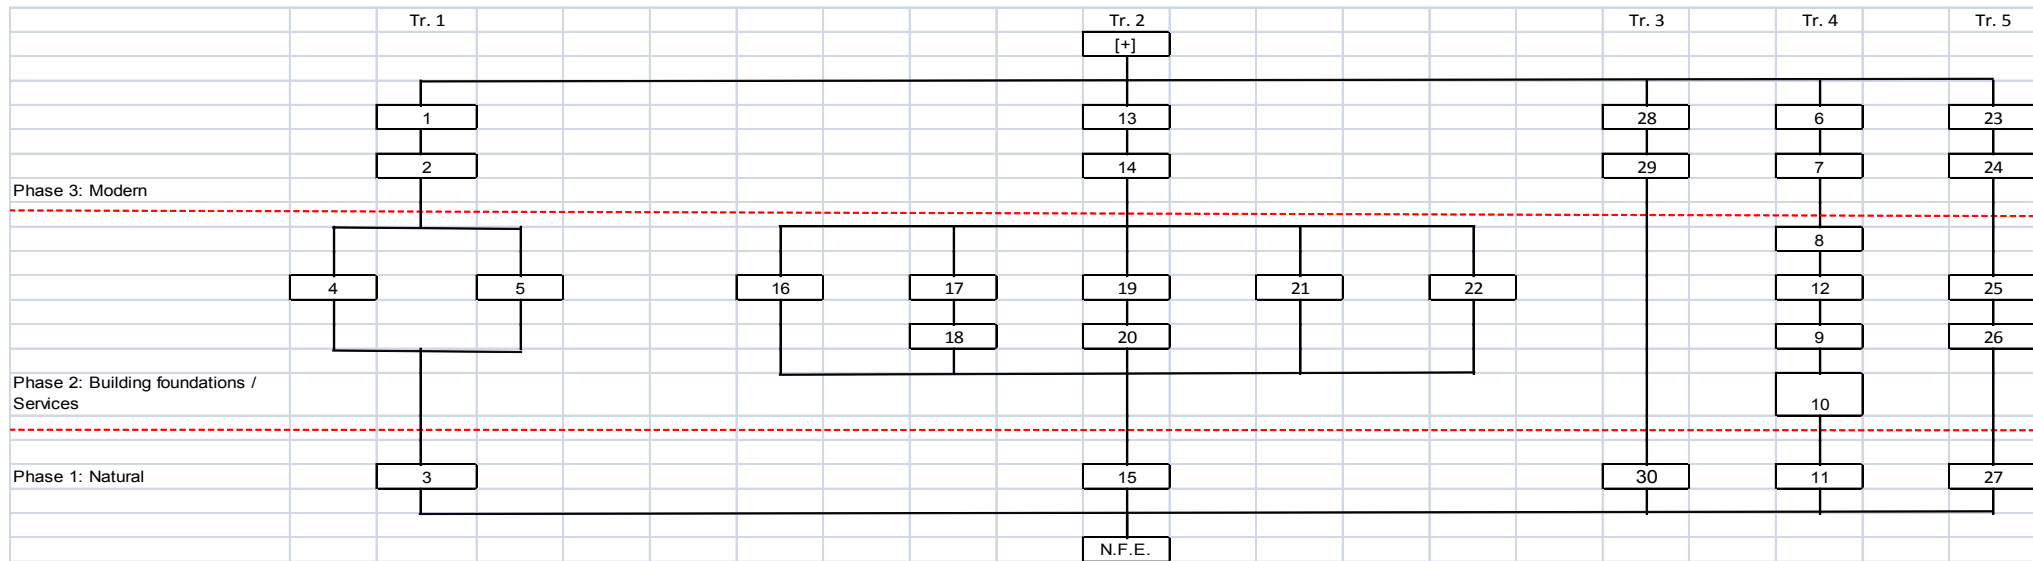 Tr. 1 Tr. 2 Tr. 3 Tr. 4 Tr. 5
[+]
1 13 28 6 23
2 14 29 7 24
Phase 3: Modern
8
4 5 16 17 19 21 22 12 25
18 20 9 26
Phase 2: Building foundations /
Services
10
Phase 1: Natural 3 15 30 11 27
N.F.E.